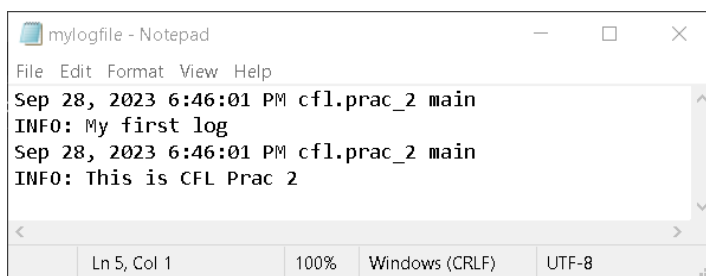 mylogfile - Notepad
File Edit Format View Help
Sep 28, 2023 6:46:01 PM cfl.prac_2 main
INFO: My first log
Sep 28, 2023 6:46:01 PM cfl.prac_2 main
INFO: This is CFL Prac 2
Ln 5, Col 1 100% Windows (CRLF) UTF-8